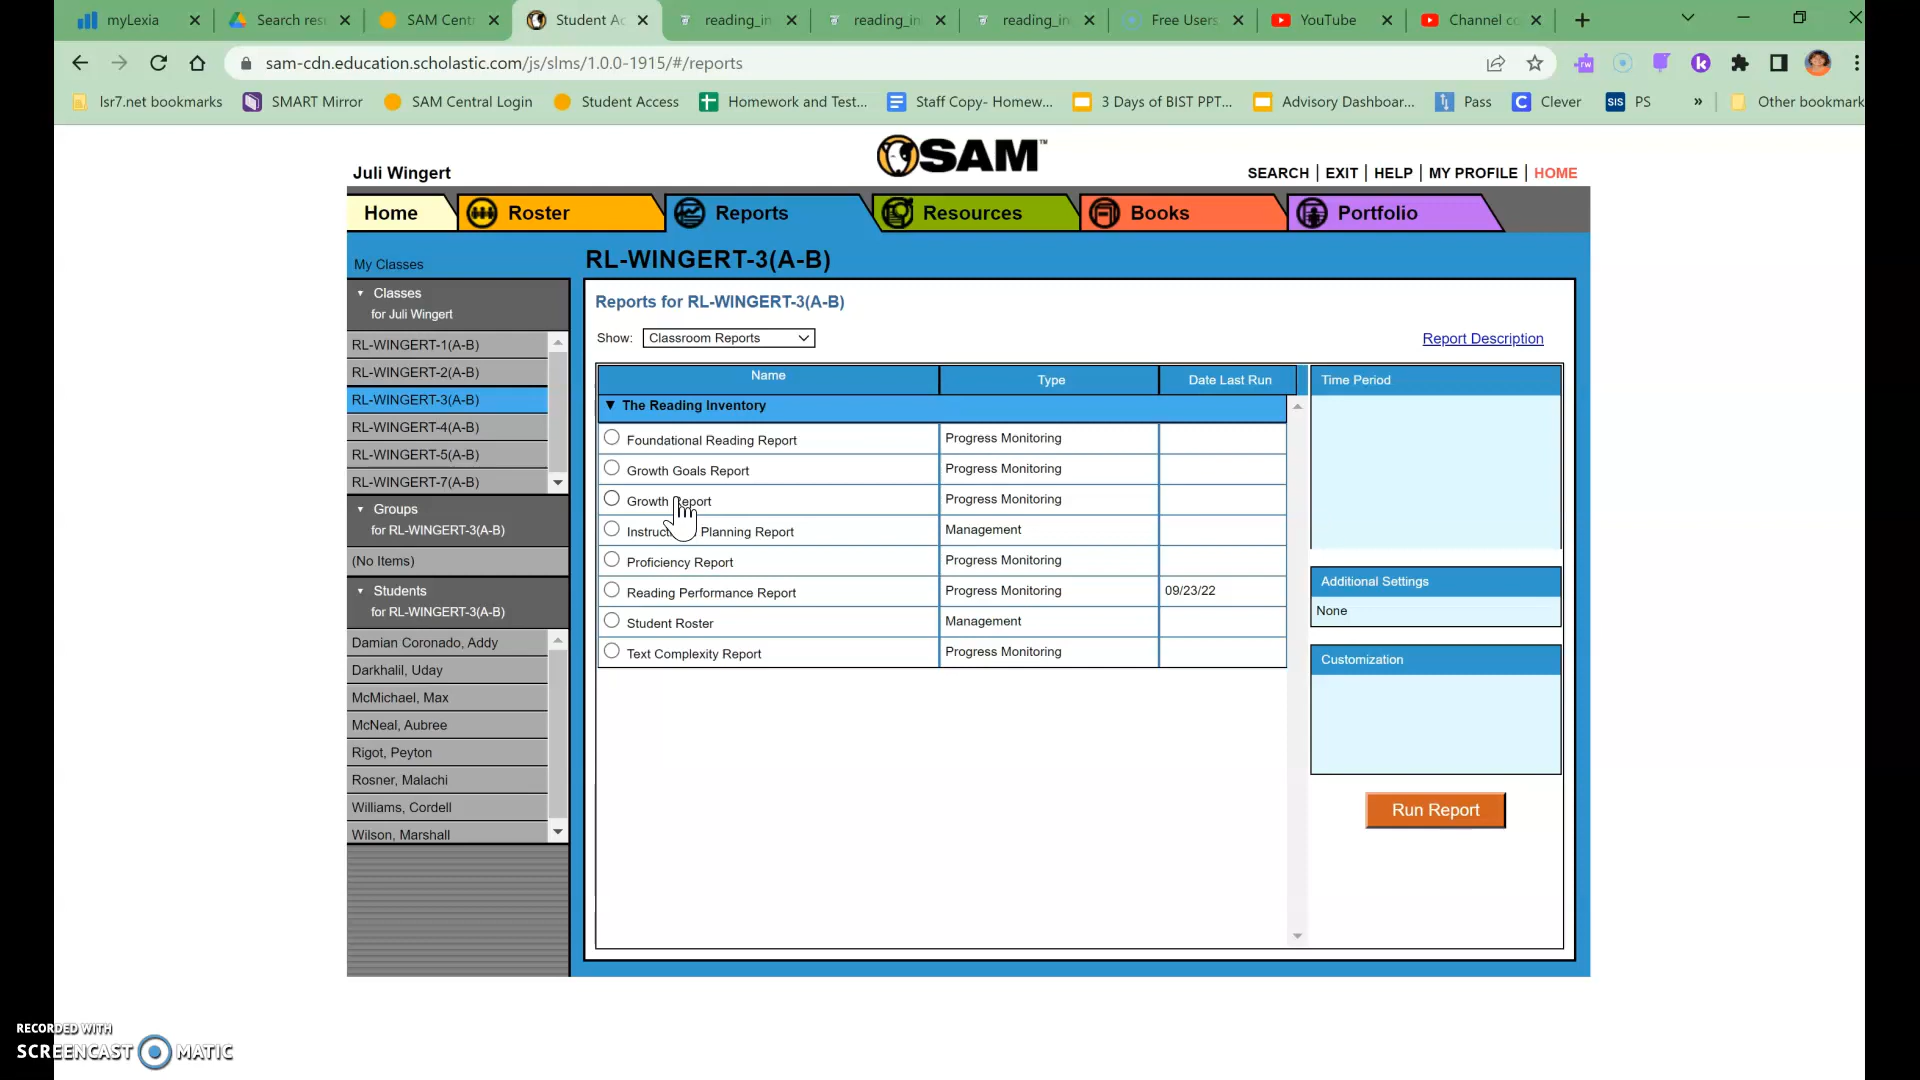 myLexia
Search res
SAM Centr
Student Ac
reading_in
reading_in
reading_in
Free Users
YouTube
Channel co
sam-cdn.education.scholastic.com/js/slms/1.0.0-1915/#/reports
lsr7.net bookmarks
SMART Mirror
SAM Central Login
Student Access
Homework and Test...
Staff Copy- Homew...
3 Days of BIST PPT...
Advisory Dashboar...
Pass
Clever
SIS PS
»
Other bookmark
Juli Wingert
SAM™
SEARCH | EXIT | HELP | MY PROFILE | HOME
Home
Roster
Reports
Resources
Books
Portfolio
My Classes
RL-WINGERT-3(A-B)
Classes
for Juli Wingert
RL-WINGERT-1(A-B)
RL-WINGERT-2(A-B)
RL-WINGERT-3(A-B)
RL-WINGERT-4(A-B)
RL-WINGERT-5(A-B)
RL-WINGERT-7(A-B)
Groups
for RL-WINGERT-3(A-B)
(No Items)
Students
for RL-WINGERT-3(A-B)
Damian Coronado, Addy
Darkhalil, Uday
McMichael, Max
McNeal, Aubree
Rigot, Peyton
Rosner, Malachi
Williams, Cordell
Wilson, Marshall
Reports for RL-WINGERT-3(A-B)
Show: Classroom Reports
Report Description
Name Type Date Last Run
The Reading Inventory
Foundational Reading Report Progress Monitoring
Growth Goals Report Progress Monitoring
Growth Report Progress Monitoring
Planning Report Management
Proficiency Report Progress Monitoring
Reading Performance Report Progress Monitoring 09/23/22
Student Roster Management
Text Complexity Report Progress Monitoring
Time Period
Additional Settings
None
Customization
Run Report
RECORDED WITH
SCREENCAST MATIC